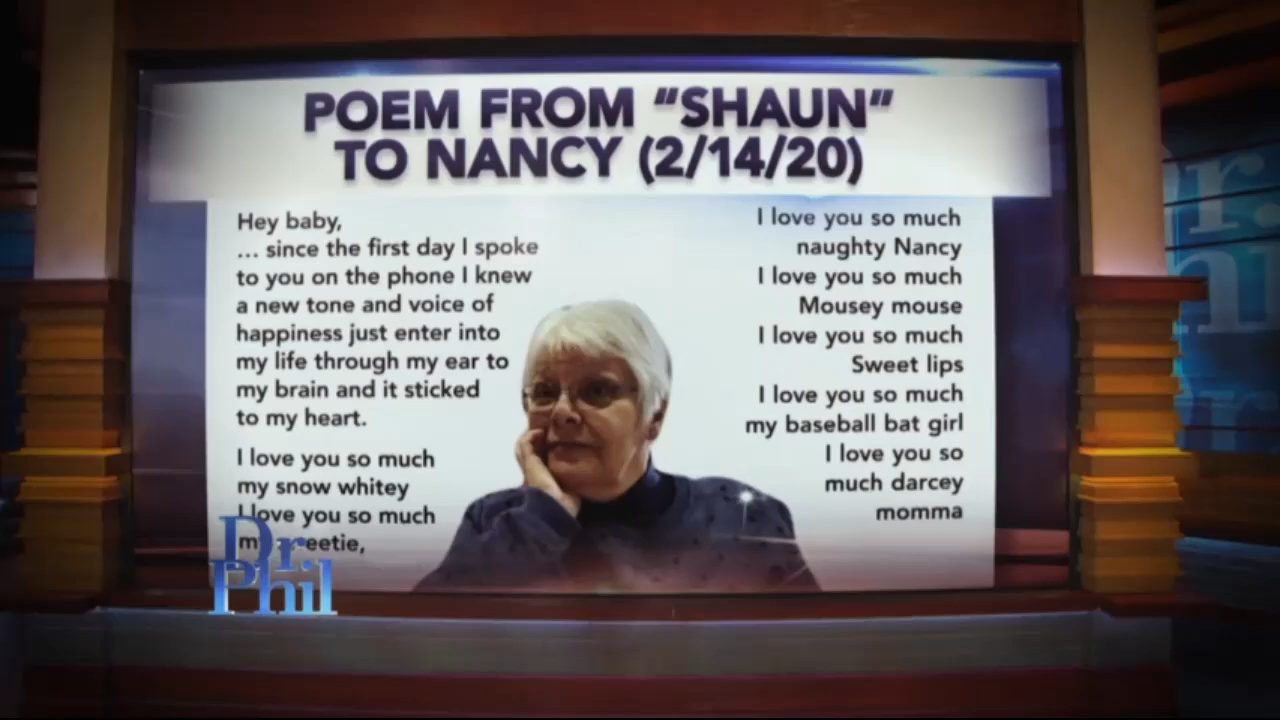 POEM FROM "SHAUN"
TO NANCY (2/14/20)
Hey baby,
... since the first day I spoke
to you on the phone I knew
a new tone and voice of
happiness just enter into
my life through my ear to
my brain and it sticked
to my heart.
I love you so much
my snow whitey
I love you so much
my eetie,
I love you so much
naughty Nancy
I love you so much
Mousey mouse
I love you so much
Sweet lips
I love you so much
my baseball bat girl
I love you so
much darcey
momma
Dr.
Phil